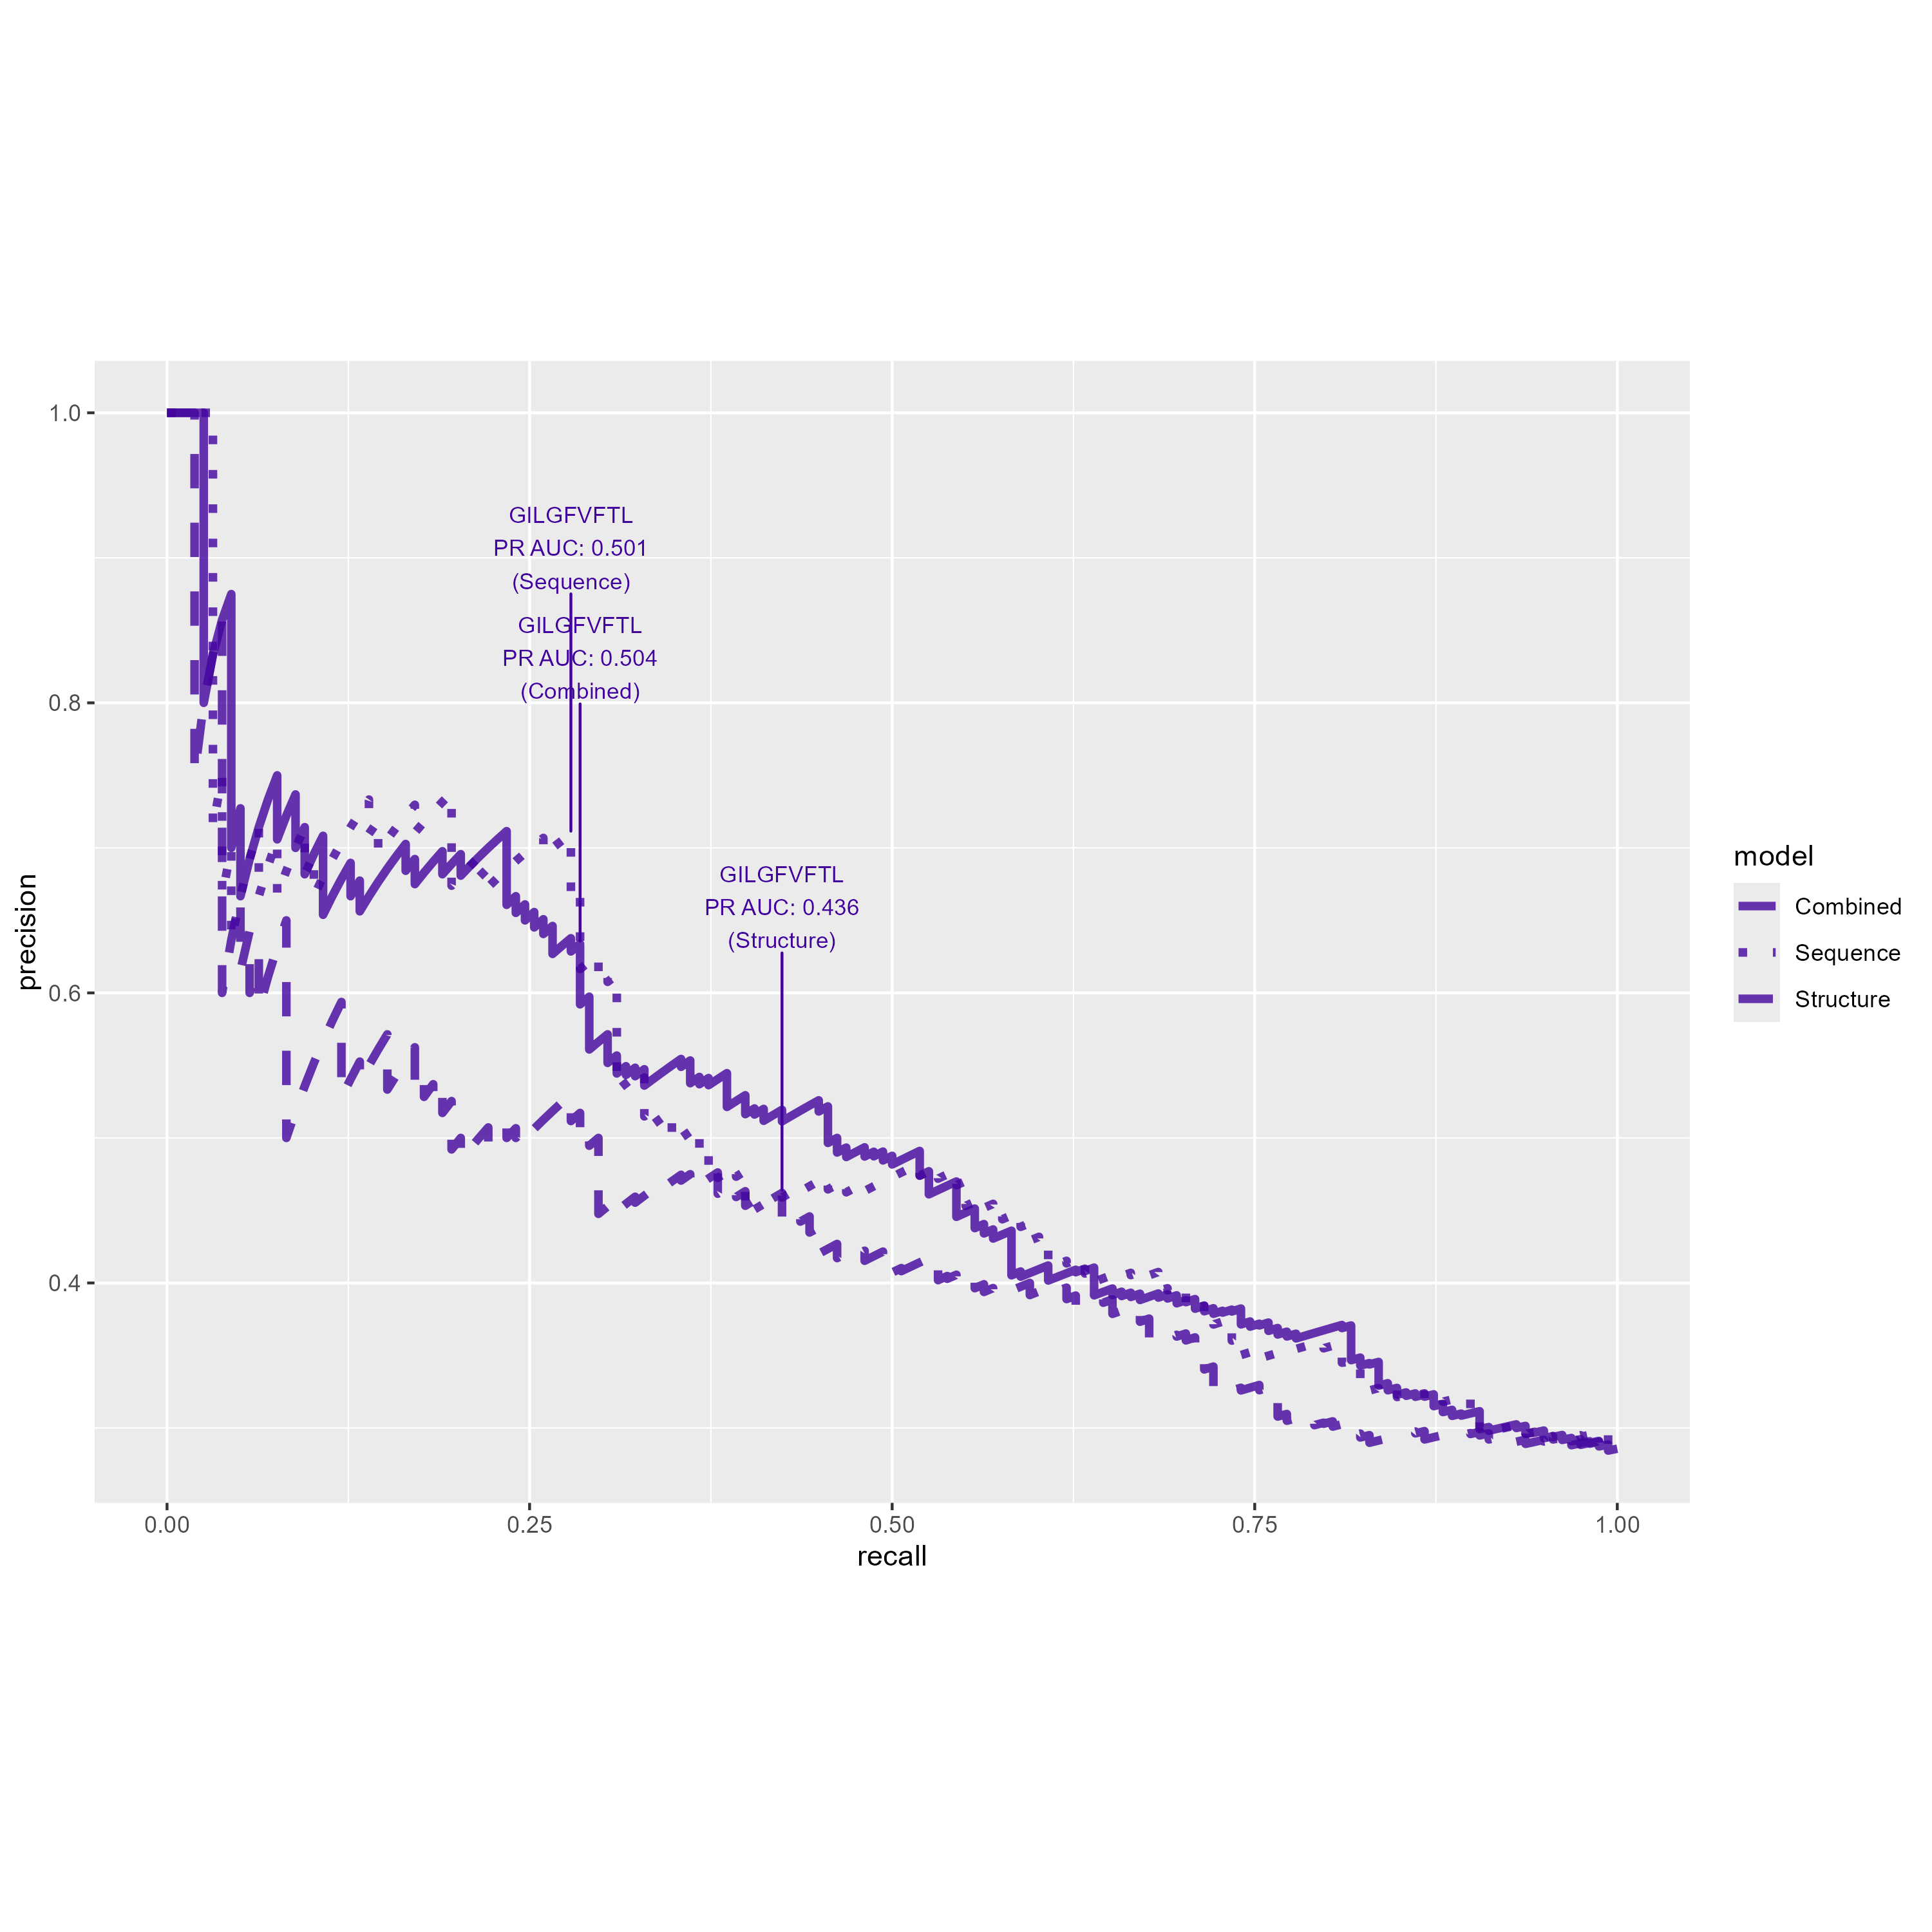 GILGFVFTL
PR AUC: 0.501
(Sequence)
GILGFVFTL
PR AUC: 0.504
(Combined)
GILGFVFTL
PR AUC: 0.436
(Structure)
1.0
0.8
0.6
0.4
precision
0.00
0.25
0.50
0.75
1.00
recall
model
Combined
Sequence
Structure